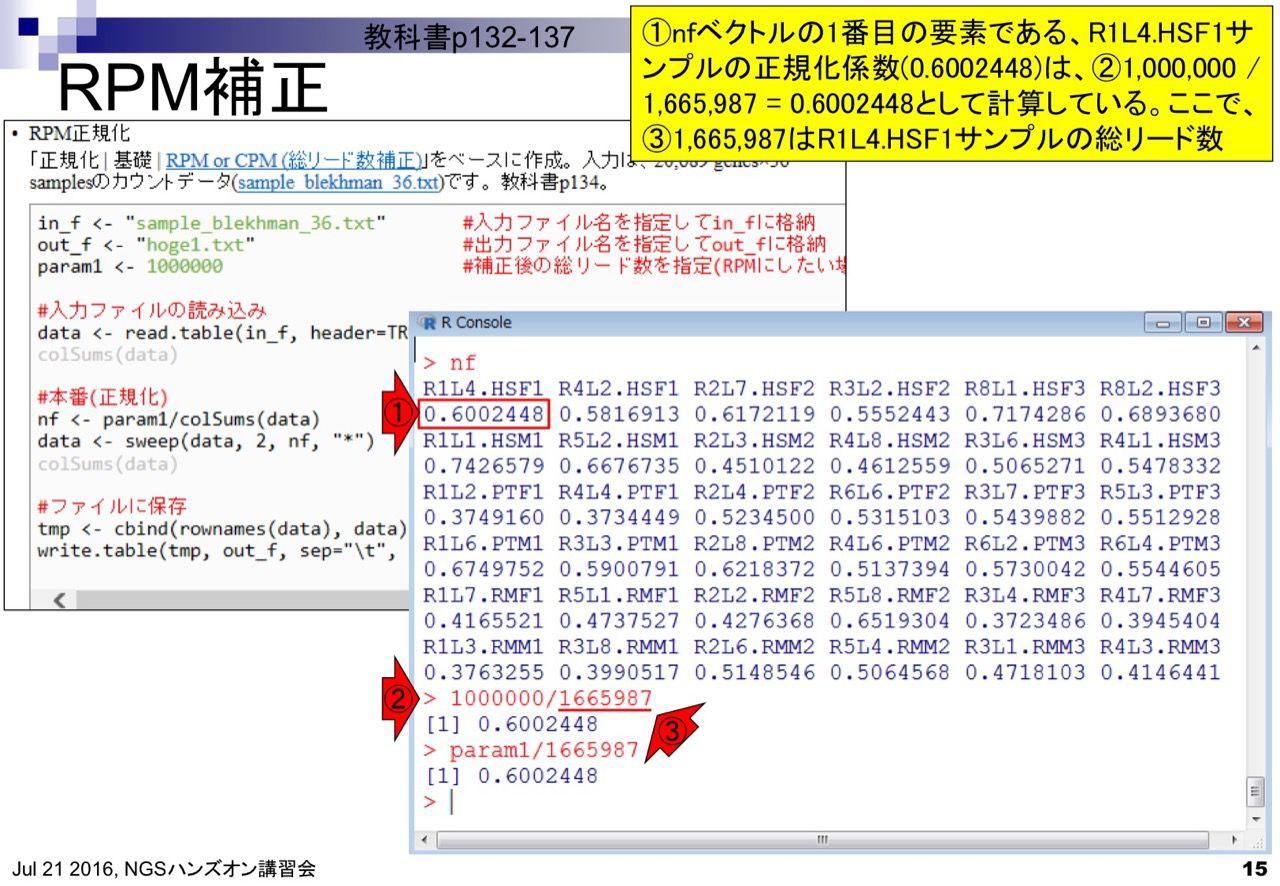 教科書p132-137
RPM補正
①nfベクトルの1番目の要素である、R1L4.HSF1サ
ンプルの正規化係数(0.6002448)は、②1,000,000 /
1,665,987 = 0.6002448として計算している。ここで、
③1,665,987はR1L4.HSF1サンプルの総リード数
• RPM正規化
「正規化 | 基礎 | RPM or CPM (総リード数補正)」をベースに作成。入力は、20,689 genes×36
samplesのカウントデータ(sample_blekhman_36.txt)です。教科書p134。
in_f <- "sample_blekhman_36.txt" #入力ファイル名を指定してin_fに格納
out_f <- "hoge1.txt" #出力ファイル名を指定してout_fに格納
param1 <- 1000000 #補正後の総リード数を指定(RPMにしたい場
#入力ファイルの読み込み
data <- read.table(in_f, header=TR
colSums(data)
#本番(正規化)
nf <- param1/colSums(data)
data <- sweep(data, 2, nf, "*")
colSums(data)
#ファイルに保存
tmp <- cbind(rownames(data), data)
write.table(tmp, out_f, sep="\t",
R R Console
> nf
R1L4.HSF1 R4L2.HSF1 R2L7.HSF2 R3L2.HSF2 R8L1.HSF3 R8L2.HSF3
① 0.6002448 0.5816913 0.6172119 0.5552443 0.7174286 0.6893680
R1L1.HSM1 R5L2.HSM1 R2L3.HSM2 R4L8.HSM2 R3L6.HSM3 R4L1.HSM3
0.7426579 0.6676735 0.4510122 0.4612559 0.5065271 0.5478332
R1L2.PTF1 R4L4.PTF1 R2L4.PTF2 R6L6.PTF2 R3L7.PTF3 R5L3.PTF3
0.3749160 0.3734449 0.5234500 0.5315103 0.5439882 0.5512928
R1L6.PTM1 R3L3.PTM1 R2L8.PTM2 R4L6.PTM2 R6L2.PTM3 R6L4.PTM3
0.6749752 0.5900791 0.6218372 0.5137394 0.5730042 0.5544605
R1L7.RMF1 R5L1.RMF1 R2L2.RMF2 R5L8.RMF2 R3L4.RMF3 R4L7.RMF3
0.4165521 0.4737527 0.4276368 0.6519304 0.3723486 0.3945404
R1L3.RMM1 R3L8.RMM1 R2L6.RMM2 R5L4.RMM2 R3L1.RMM3 R4L3.RMM3
0.3763255 0.3990517 0.5148546 0.5064568 0.4718103 0.4146441
② > 1000000/1665987
[1] 0.6002448
> param1/1665987 ③
[1] 0.6002448
>
Jul 21 2016, NGSハンズオン講習会
15